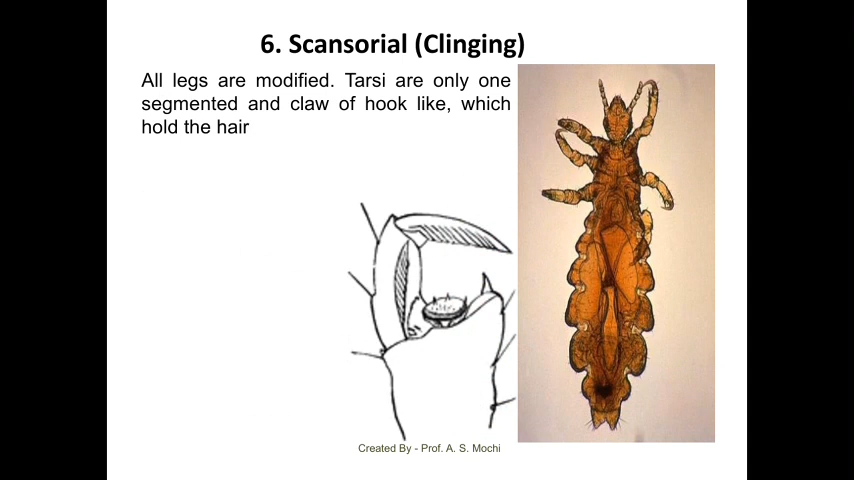 6. Scansorial (Clinging)
All legs are modified. Tarsi are only one
segmented and claw of hook like, which
hold the hair
Created By - Prof. A. S. Mochi